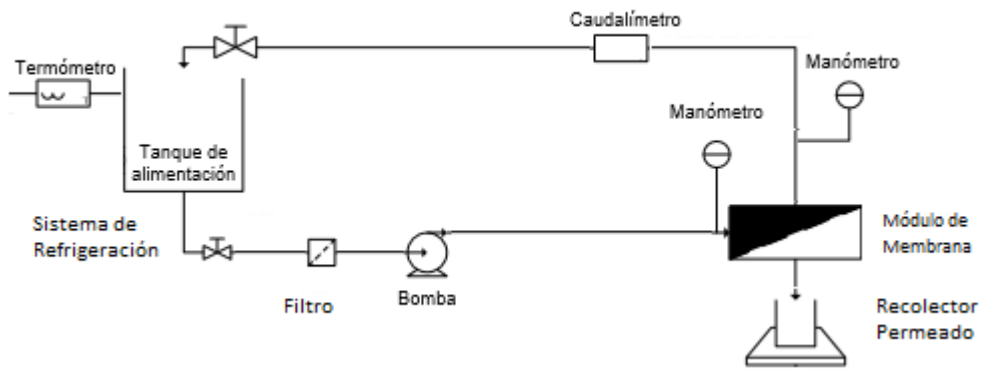 Caudalímetro
Termómetro
Manómetro
Manómetro
Tanque de
alimentación
Sistema de
Refrigeración
Módulo de
Membrana
Filtro
Bomba
Recolector
Permeado